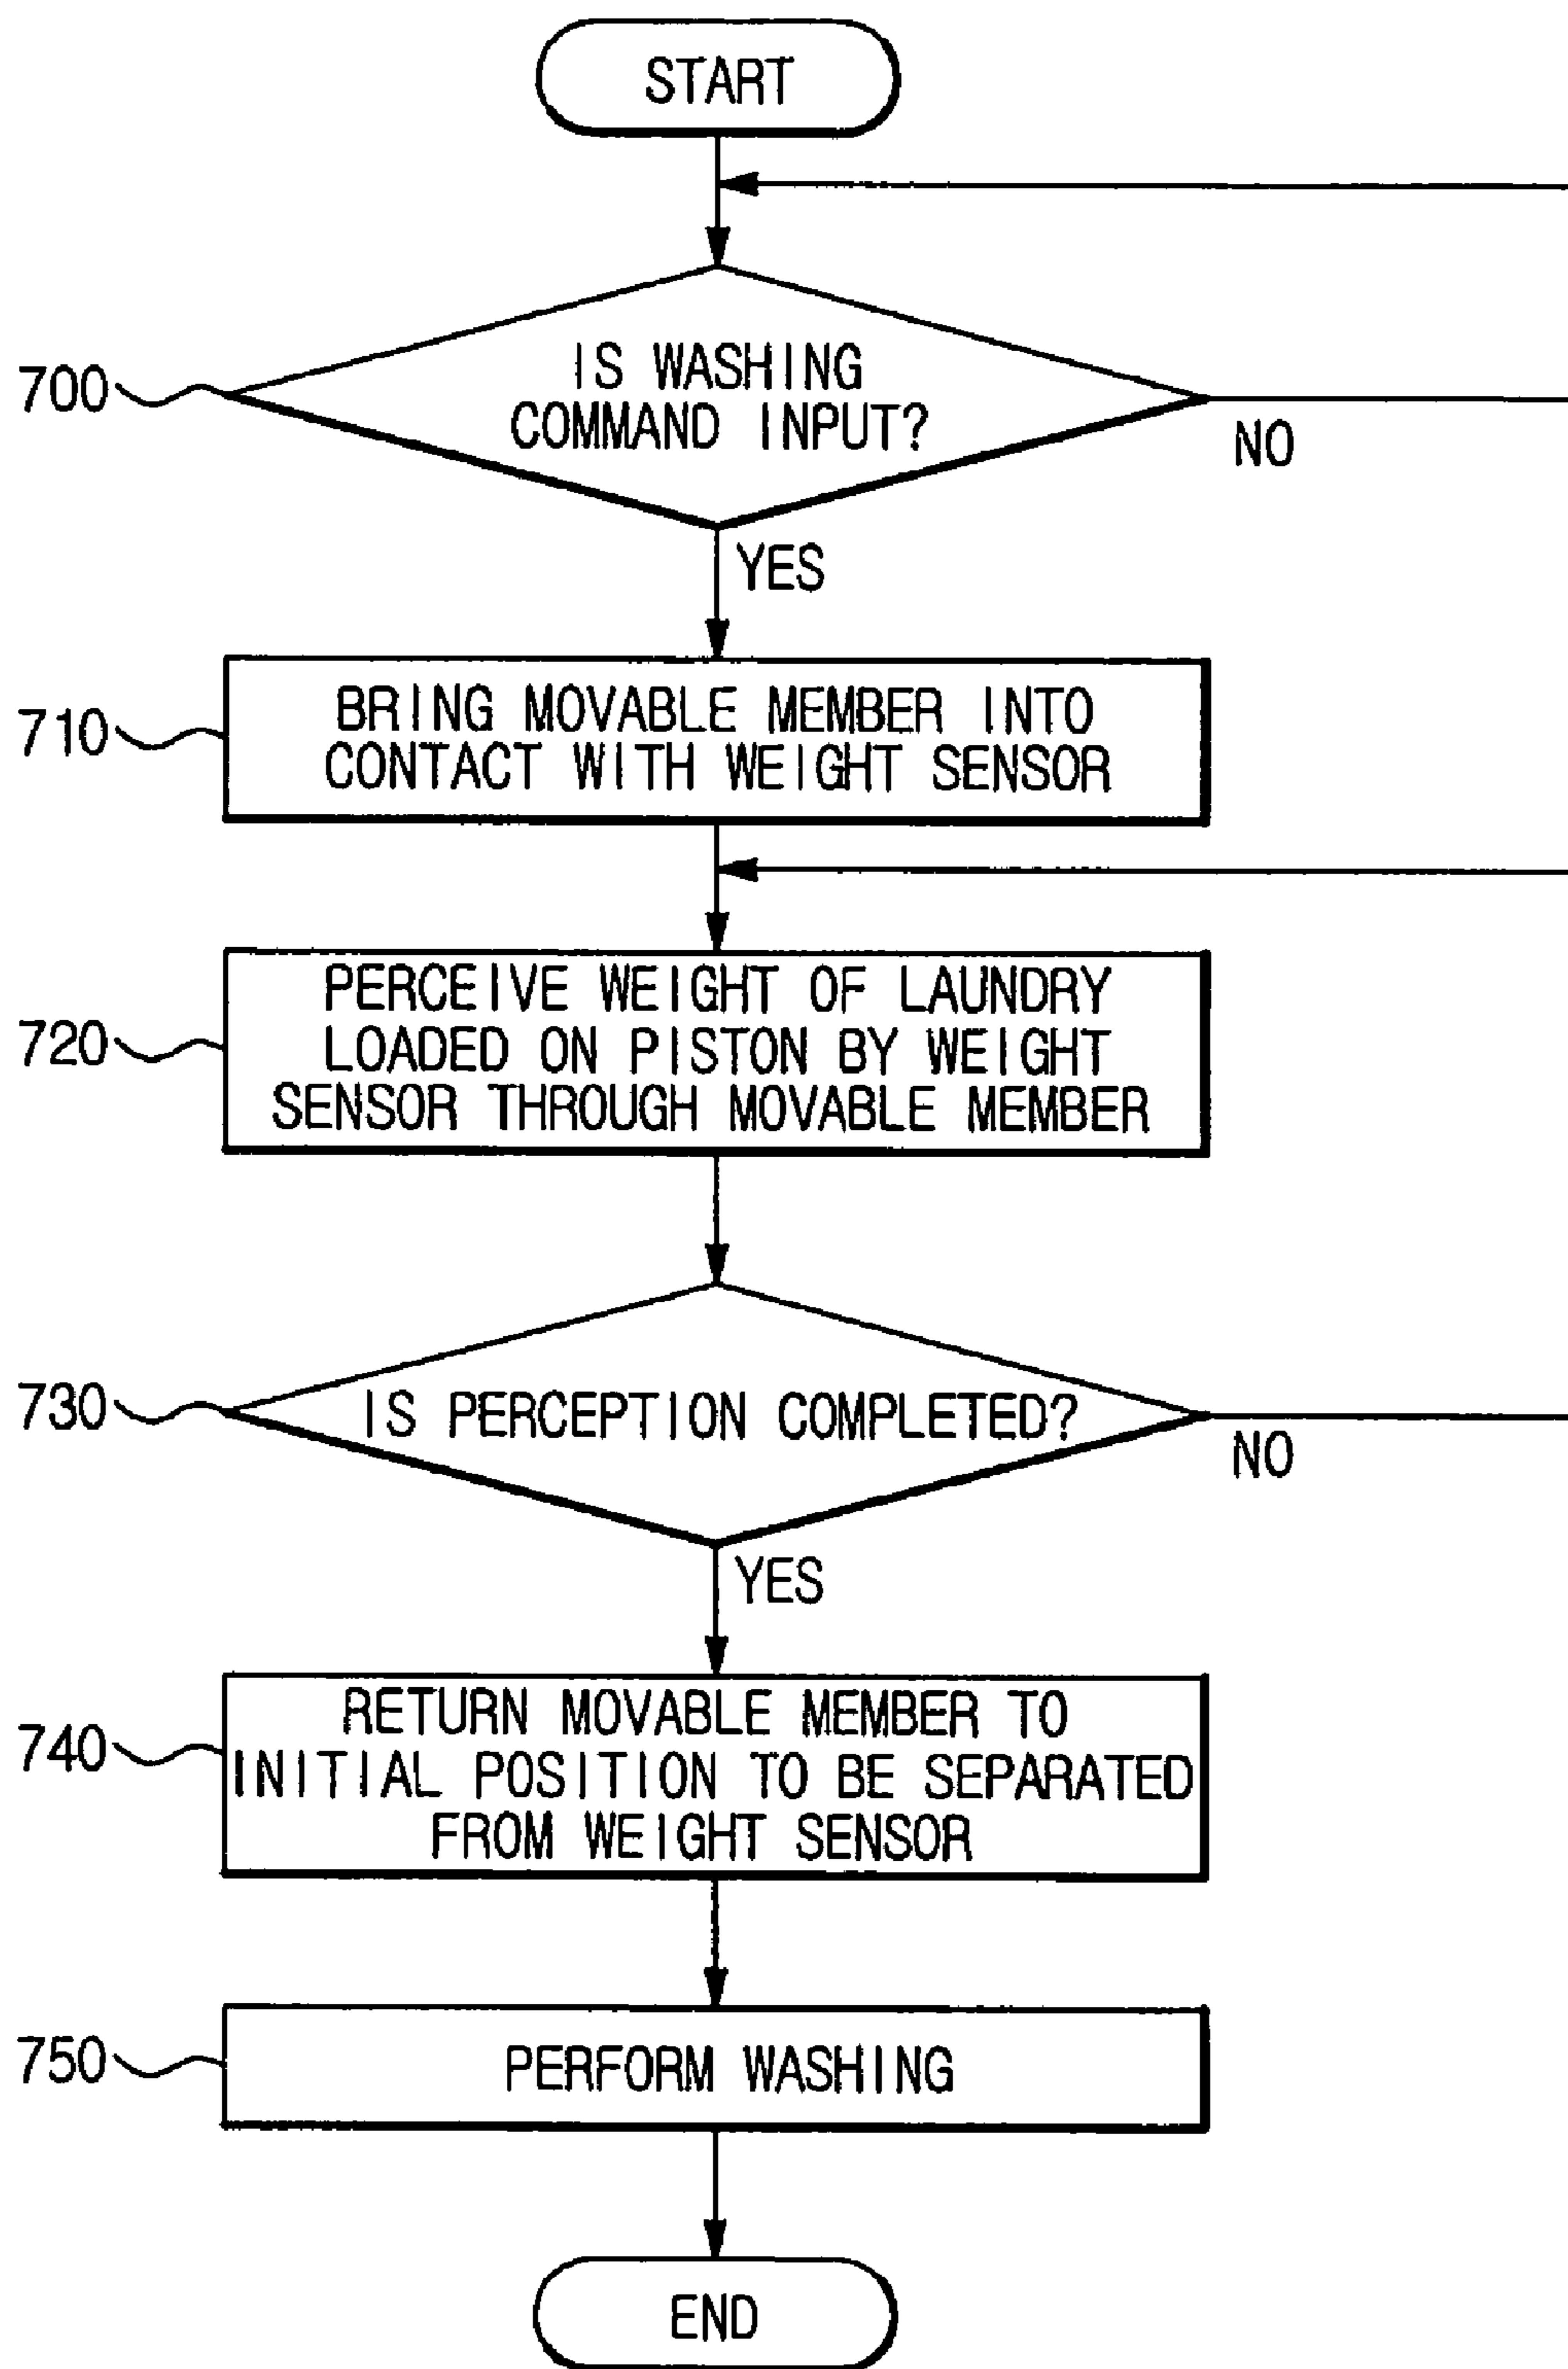 START
700
IS WASHING
COMMAND INPUT?
NO
YES
710
BRING MOVABLE MEMBER INTO
CONTACT WITH WEIGHT SENSOR
720
PERCEIVE WEIGHT OF LAUNDRY
LOADED ON PISTON BY WEIGHT
SENSOR THROUGH MOVABLE MEMBER
730
IS PERCEPTION COMPLETED?
NO
YES
740
RETURN MOVABLE MEMBER TO
INITIAL POSITION TO BE SEPARATED
FROM WEIGHT SENSOR
750
PERFORM WASHING
END